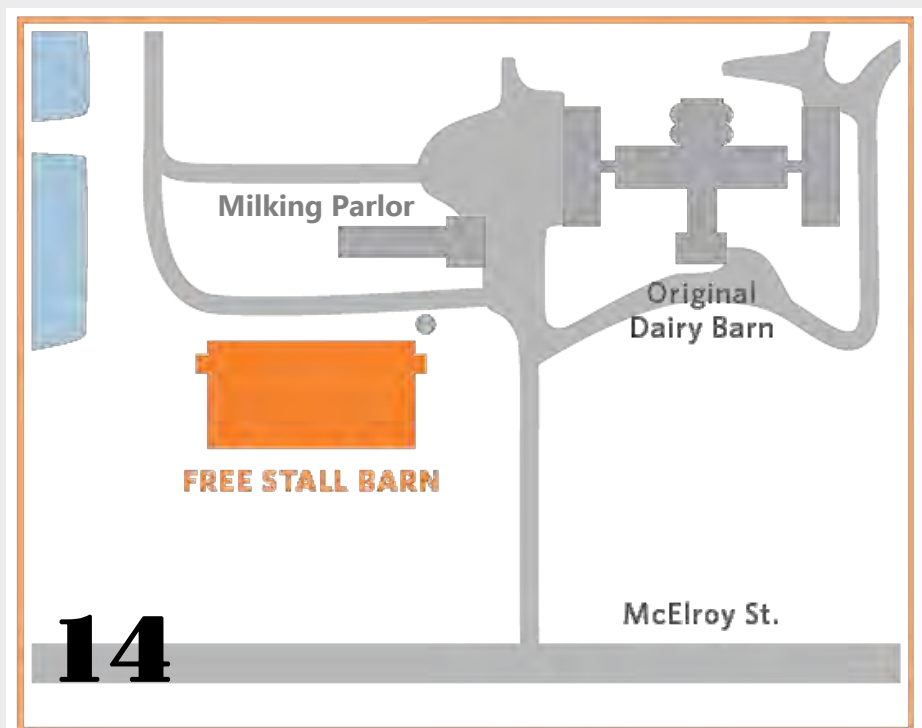 Milking Parlor
Original
Dairy Barn
FREE STALL BARN
McElroy St.
14